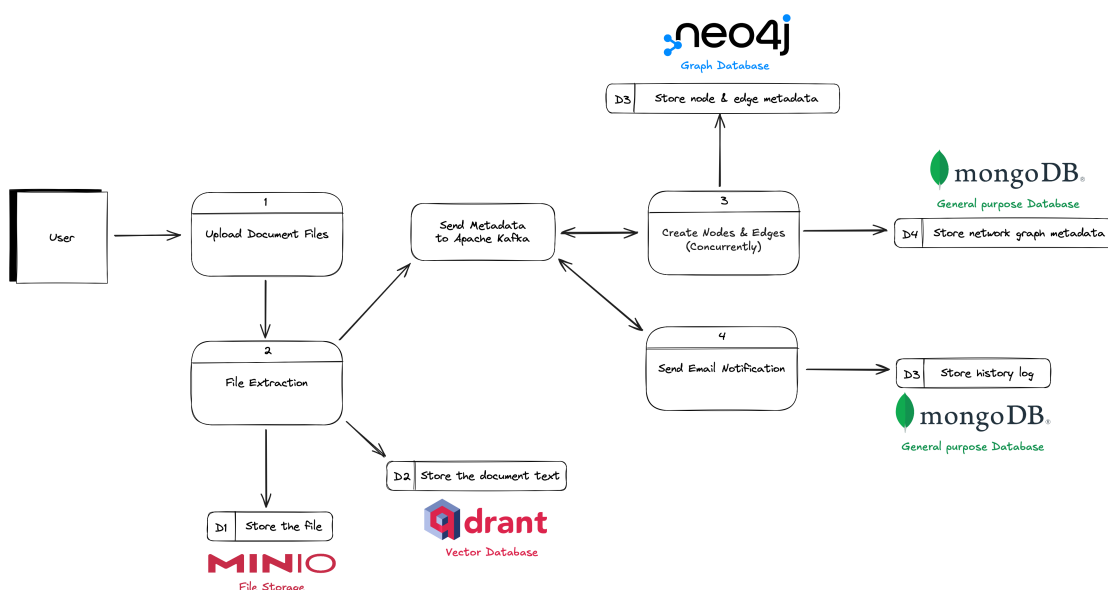 neo4j
Graph Database
D3 Store node & edge metadata
mongoDB®
General purpose Database
D4 Store network graph metadata
User
1
Upload Document Files
Send Metadata
to Apache Kafka
3
Create Nodes & Edges
(Concurrently)
2
File Extraction
4
Send Email Notification
D3 Store history log
mongoDB®
General purpose Database
D2 Store the document text
qdrant
Vector Database
D1 Store the file
MINIO
File Storage